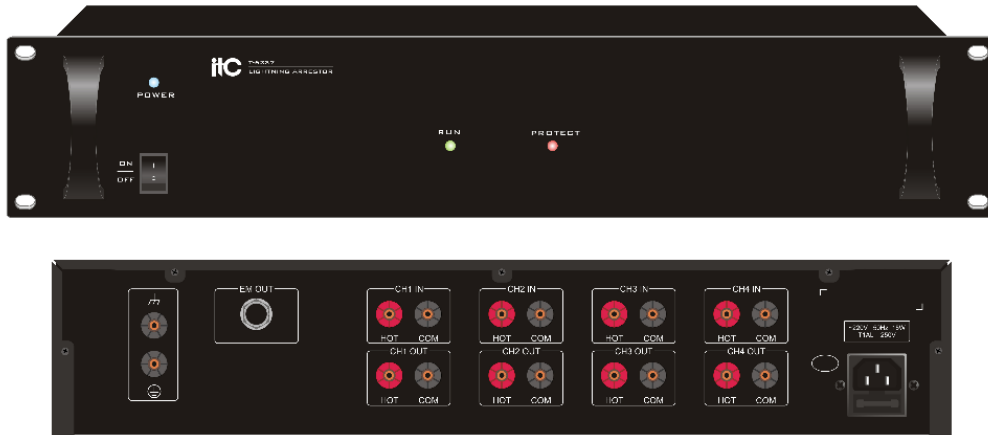 itc
LIGHTNING ARRESTOR
POWER
RUN
PROTECT
ON
OFF
EM OUT
CH1 IN
CH2 IN
CH3 IN
CH4 IN
HOT COM
HOT COM
HOT COM
HOT COM
CH1 OUT
CH2 OUT
CH3 OUT
CH4 OUT
HOT COM
HOT COM
HOT COM
HOT COM
T1AL 250V